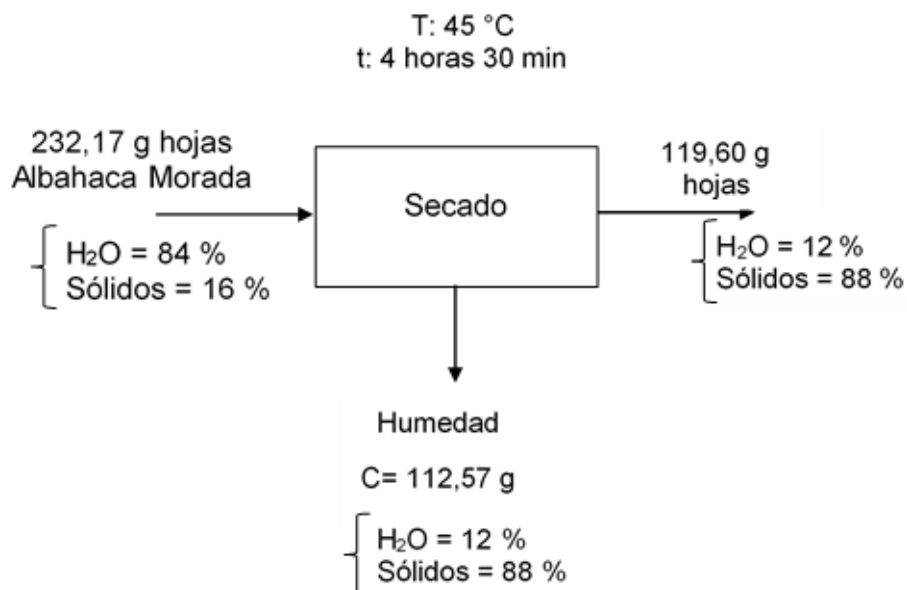 T: 45 °C
t: 4 horas 30 min
232,17 g hojas
Albahaca Morada
H₂O = 84 %
Sólidos = 16 %
Secado
119,60 g
hojas
H₂O = 12 %
Sólidos = 88 %
Humedad
C= 112,57 g
H₂O = 12 %
Sólidos = 88 %